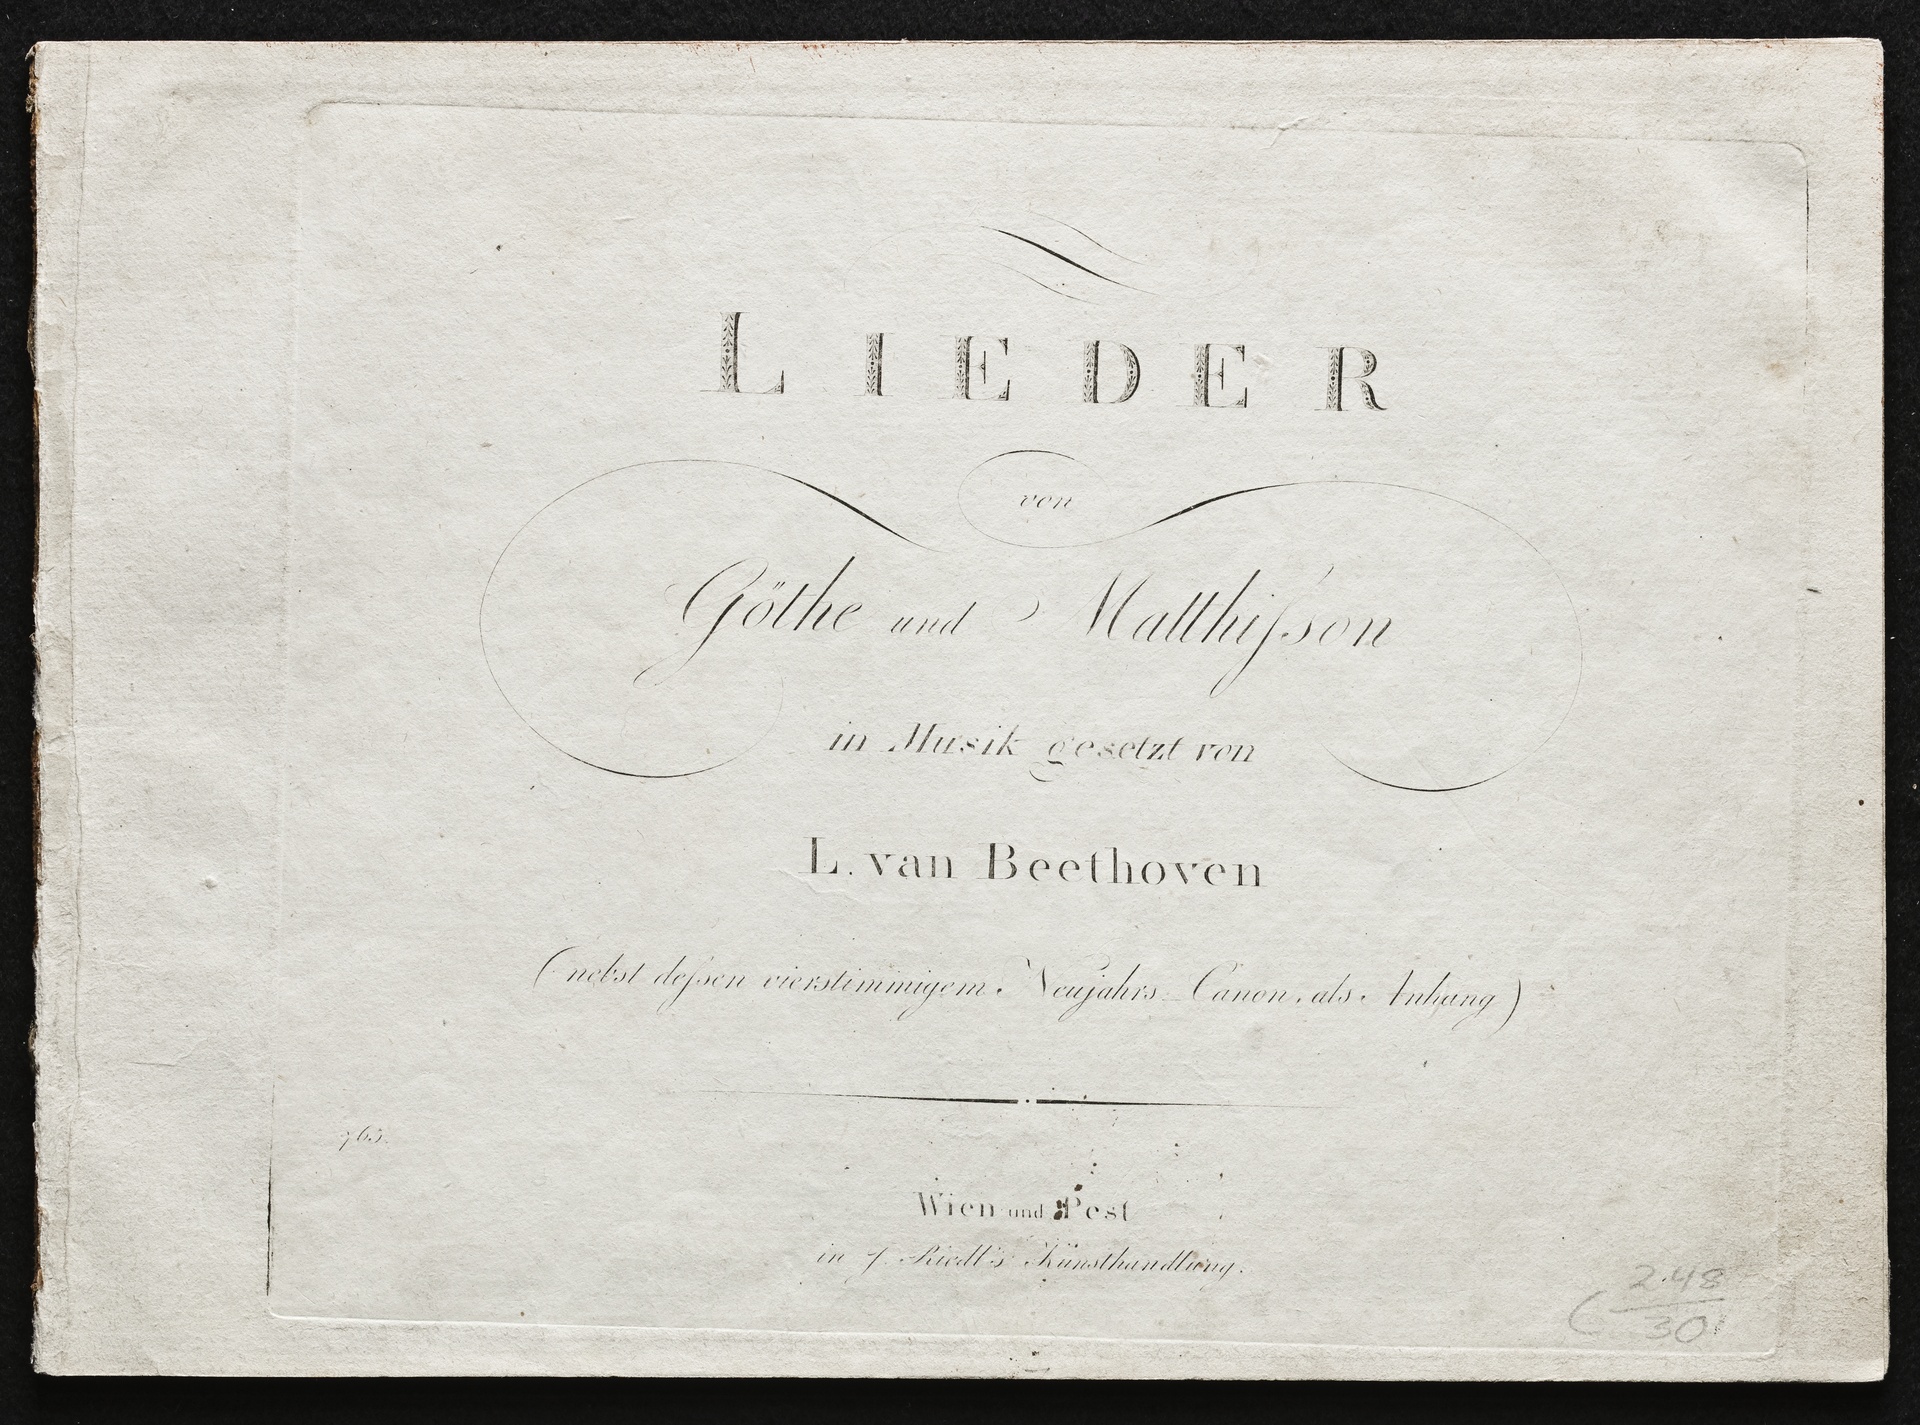 LIEDER
von
Göthe und Matthiſson
in Musik gesetzt von
L. van Beethoven
(nebst deſsen vierstimmigem Neujahrs-Canon, als Anhang)
765.
Wien und Pest
in J. Riedl's Kunsthandlung.
2.48
30